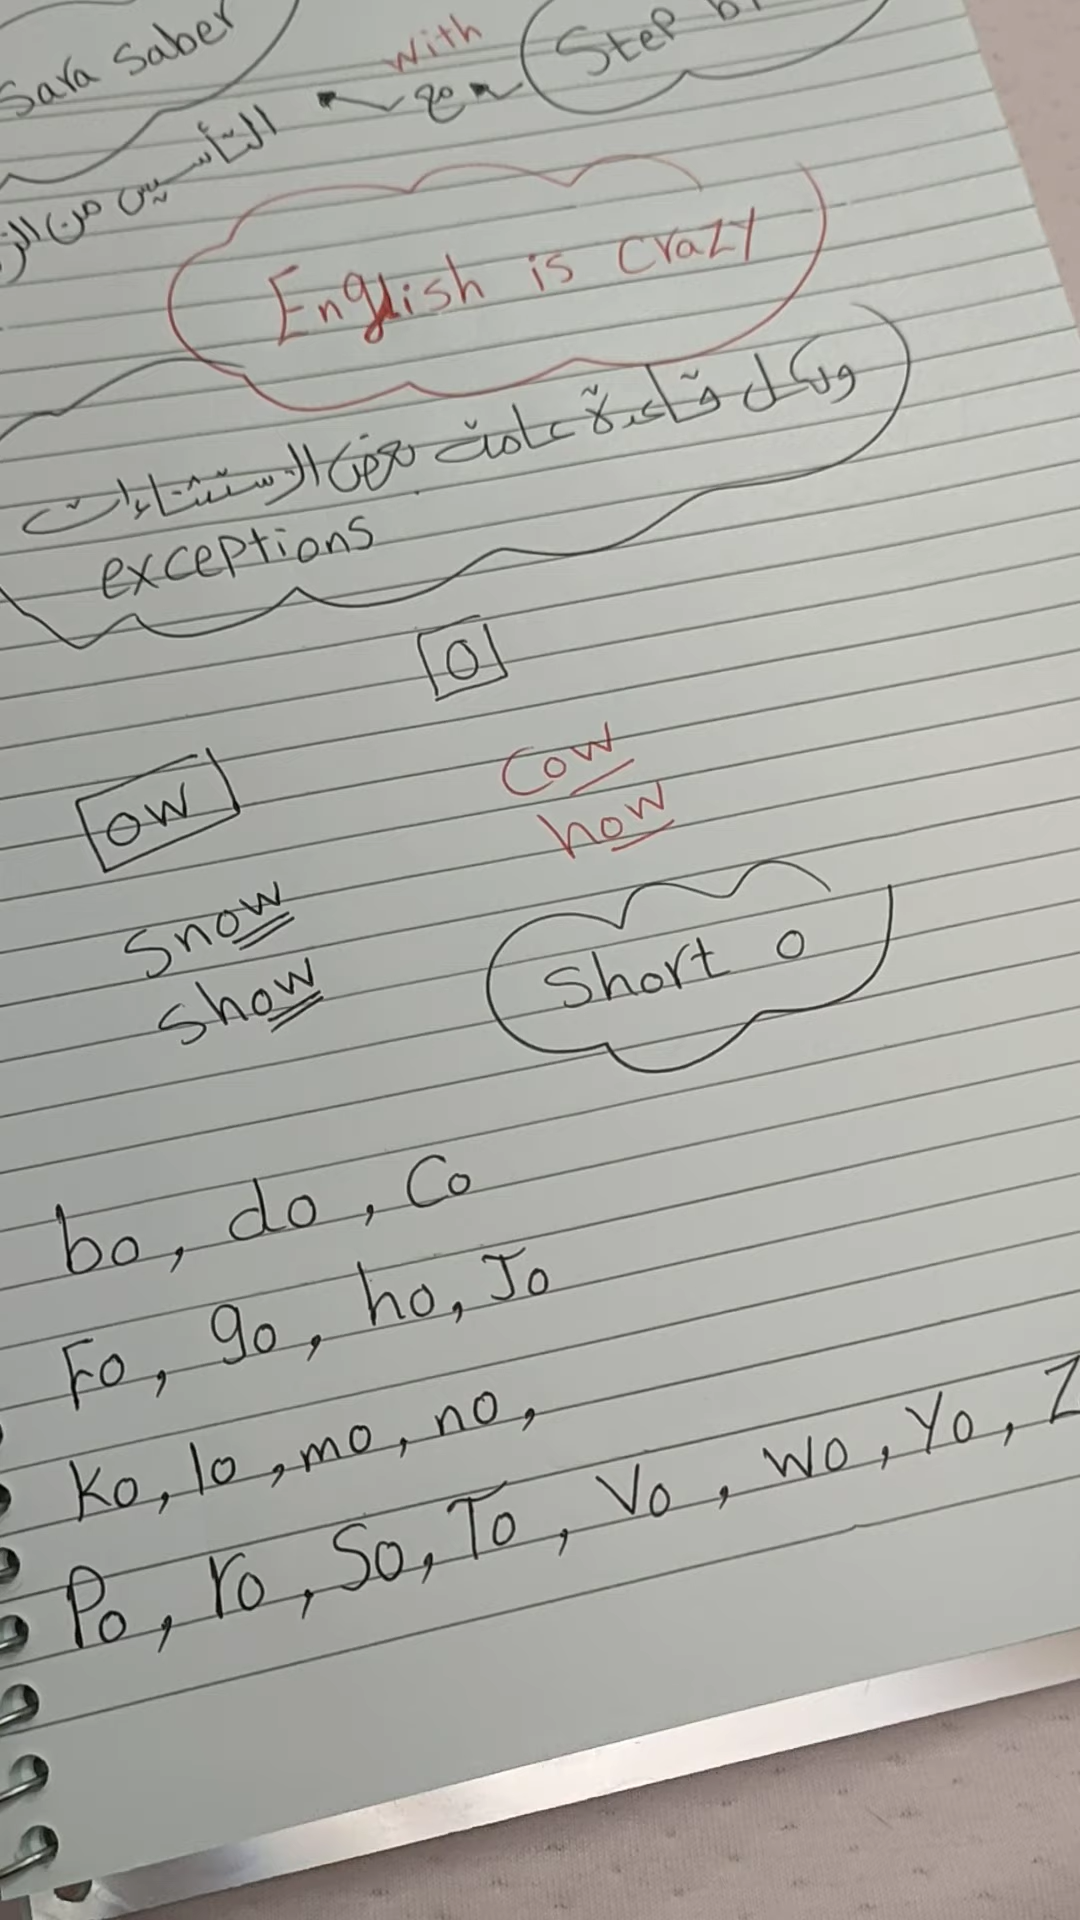 Sara Saber
with
Step
مع
التأسيس من
English is crazy
ولكل قاعدة عامة بعض الاستثناءات
exceptions
O
ow
cow
how
snow
show
Short o
bo, do, Co
Fo, go, ho, Jo
Ko, lo, mo, no,
Po, ro, So, To, Vo, wo, Yo, Z